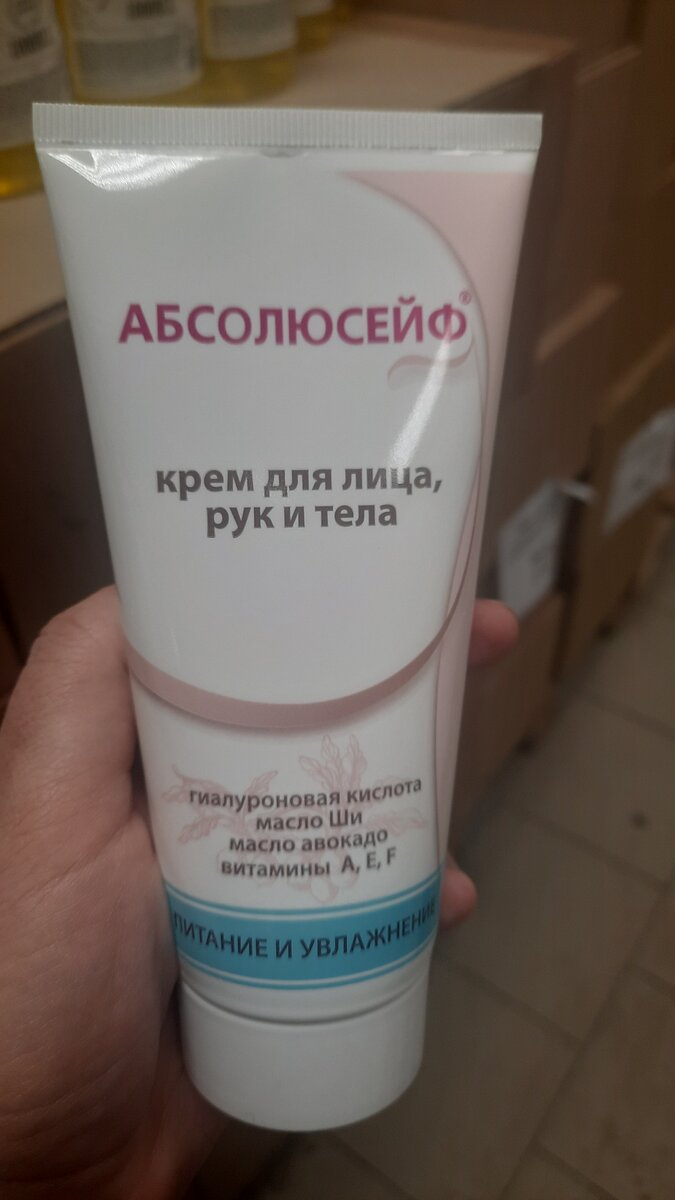 АБСОЛЮСЕЙФ®
крем для лица,
рук и тела
гиалуроновая кислота
масло Ши
масло авокадо
витамины A, E, F
ПИТАНИЕ И УВЛАЖНЕНИЕ